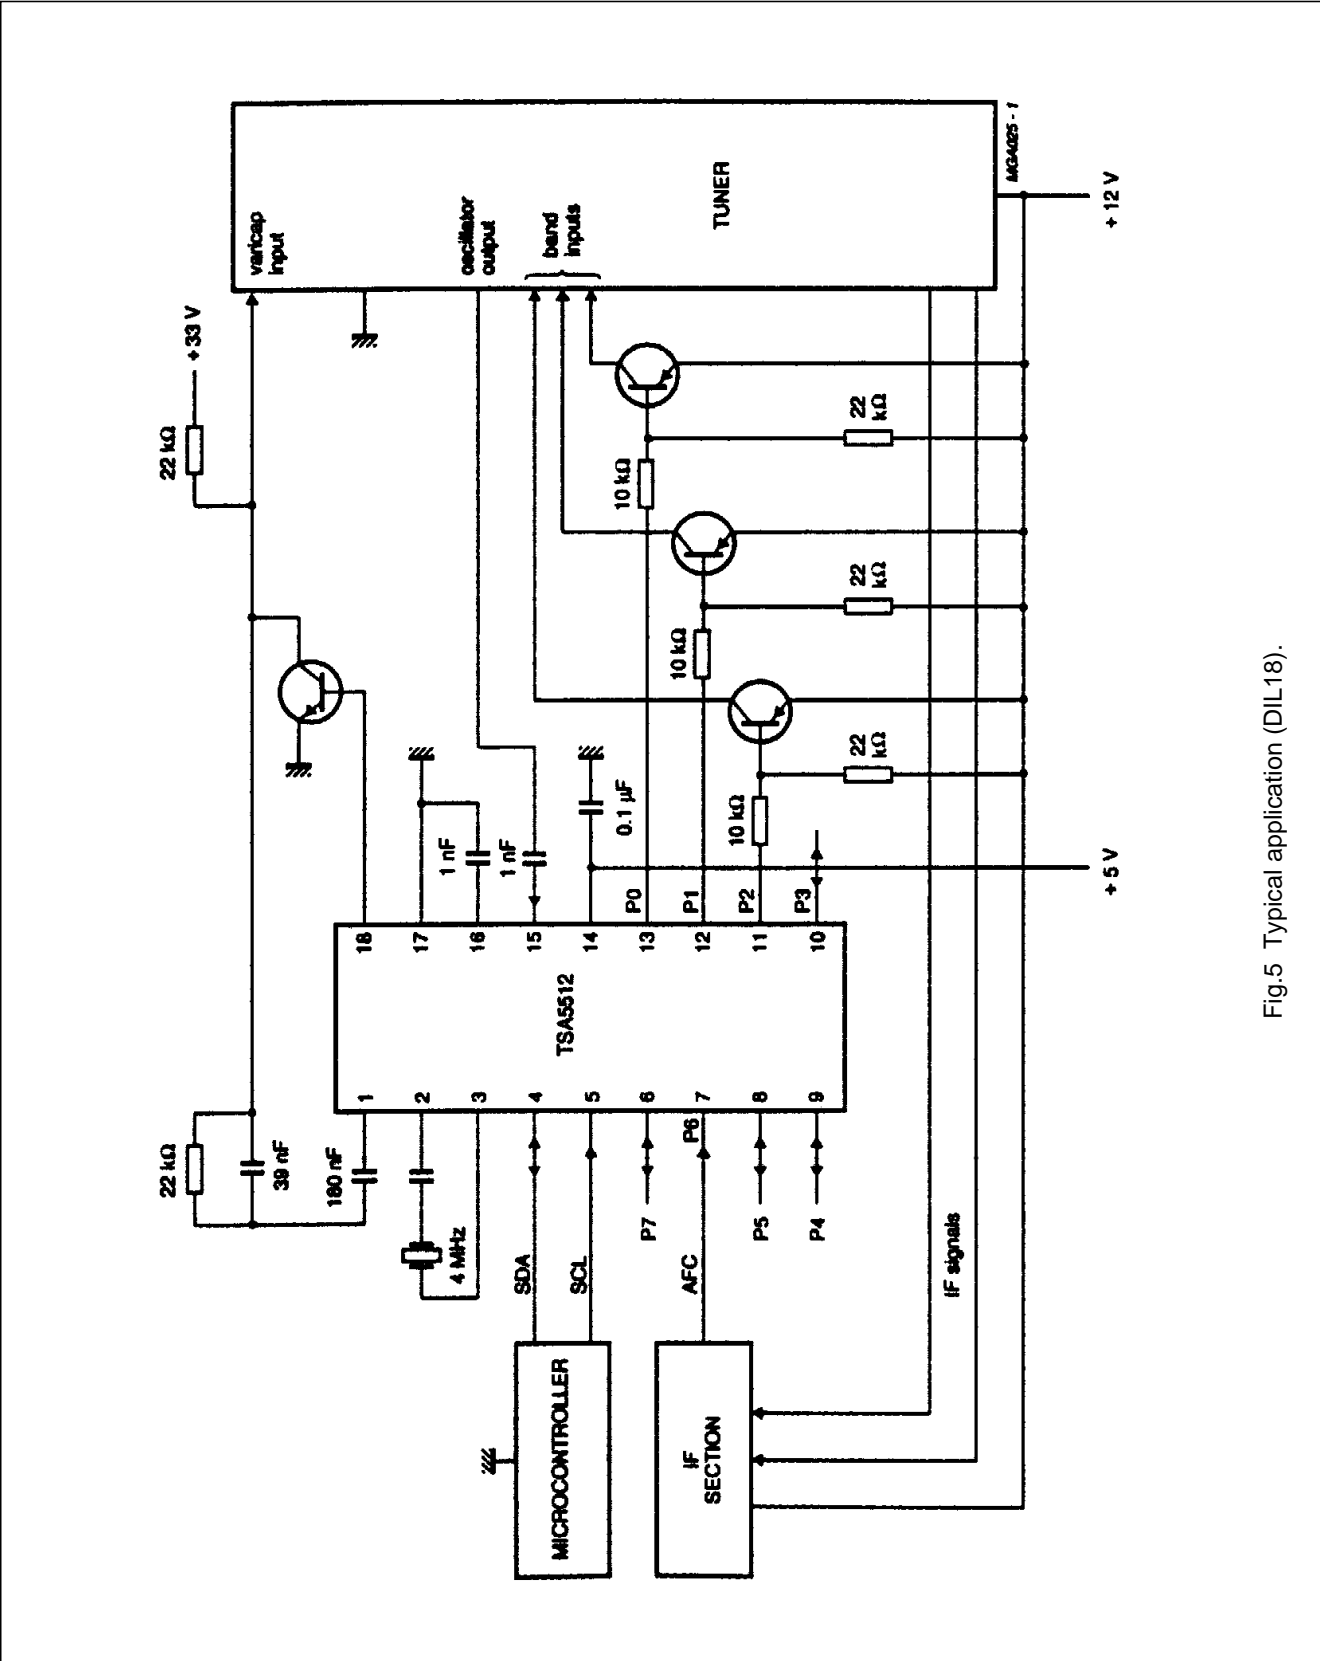 22 kΩ
39 nF
180 nF
4 MHz
22 kΩ
+ 33 V
varicap
input
oscillator
output
band
inputs
TUNER
MGA025 - 1
+ 12 V
1 nF
1 nF
0.1 µF
10 kΩ
22
kΩ
10 kΩ
22
kΩ
10 kΩ
22
kΩ
P0
P1
P2
P3
+ 5 V
18
17
16
15
14
13
12
11
10
TSA5512
1
2
3
4
5
6
7
8
9
SDA
SCL
P7
AFC
P6
P5
P4
MICROCONTROLLER
IF
SECTION
IF signals
Fig.5 Typical application (DIL18).